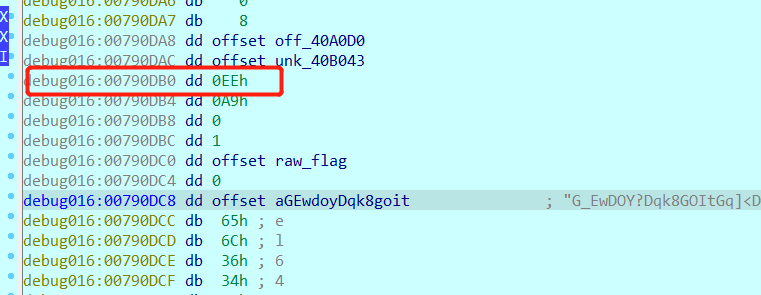 debug016:00790DA6 db 0
debug016:00790DA7 db 8
X debug016:00790DA8 dd offset off_40A0D0
X debug016:00790DAC dd offset unk_40B043
I debug016:00790DB0 dd 0EEh
debug016:00790DB4 dd 0A9h
debug016:00790DB8 dd 0
debug016:00790DBC dd 1
debug016:00790DC0 dd offset raw_flag
debug016:00790DC4 dd 0
debug016:00790DC8 dd offset aGEwdoyDqk8goit ; "G_EwDOY?Dqk8GOItGq]<D
debug016:00790DCC db 65h ; e
debug016:00790DCD db 6Ch ; l
debug016:00790DCE db 36h ; 6
debug016:00790DCF db 34h ; 4